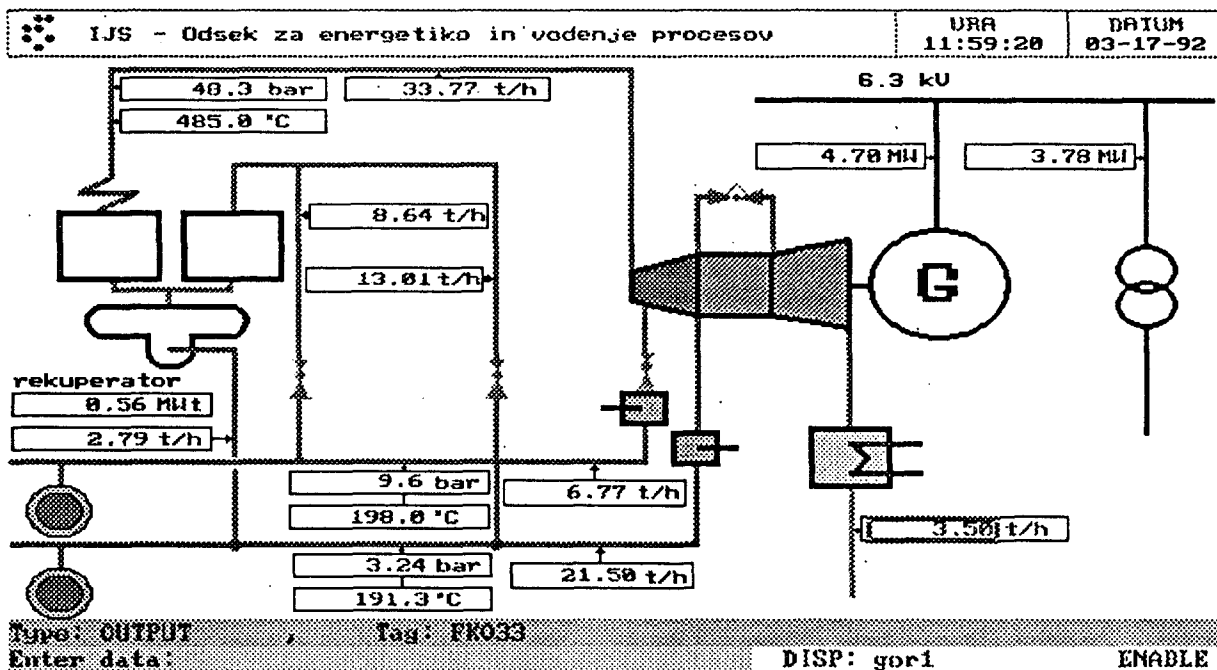 IJS - Odsek za energetiko in vodenje procesov
URA
11:59:20
DATUM
03-17-92
48.3 bar
33.77 t/h
485.0 °C
6.3 kV
4.70 MW
3.78 MW
8.64 t/h
13.01 t/h
G
rekuperator
0.56 MWt
2.79 t/h
9.6 bar
6.77 t/h
198.0 °C
3.50 t/h
3.24 bar
21.50 t/h
191.3 °C
Type: OUTPUT , Tag: FK033
Enter data:
DISP: gor1
ENABLE